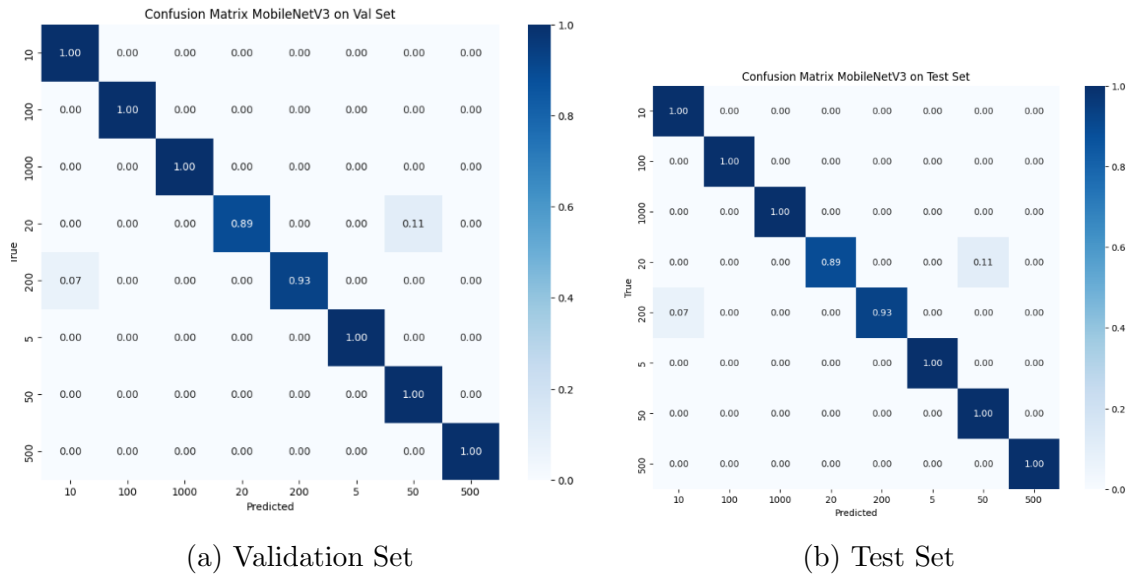 Confusion Matrix MobileNetV3 on Val Set
10 1.00 0.00 0.00 0.00 0.00 0.00 0.00 0.00
100 0.00 1.00 0.00 0.00 0.00 0.00 0.00 0.00
1000 0.00 0.00 1.00 0.00 0.00 0.00 0.00 0.00
20 0.00 0.00 0.00 0.89 0.00 0.00 0.11 0.00
200 0.07 0.00 0.00 0.00 0.93 0.00 0.00 0.00
5 0.00 0.00 0.00 0.00 0.00 1.00 0.00 0.00
50 0.00 0.00 0.00 0.00 0.00 0.00 1.00 0.00
500 0.00 0.00 0.00 0.00 0.00 0.00 0.00 1.00
10 100 1000 20 200 5 50 500
Predicted
True
1.0
0.8
0.6
0.4
0.2
0.0
(a) Validation Set
Confusion Matrix MobileNetV3 on Test Set
10 1.00 0.00 0.00 0.00 0.00 0.00 0.00 0.00
100 0.00 1.00 0.00 0.00 0.00 0.00 0.00 0.00
1000 0.00 0.00 1.00 0.00 0.00 0.00 0.00 0.00
20 0.00 0.00 0.00 0.89 0.00 0.00 0.11 0.00
200 0.07 0.00 0.00 0.00 0.93 0.00 0.00 0.00
5 0.00 0.00 0.00 0.00 0.00 1.00 0.00 0.00
50 0.00 0.00 0.00 0.00 0.00 0.00 1.00 0.00
500 0.00 0.00 0.00 0.00 0.00 0.00 0.00 1.00
10 100 1000 20 200 5 50 500
Predicted
True
1.0
0.8
0.6
0.4
0.2
0.0
(b) Test Set